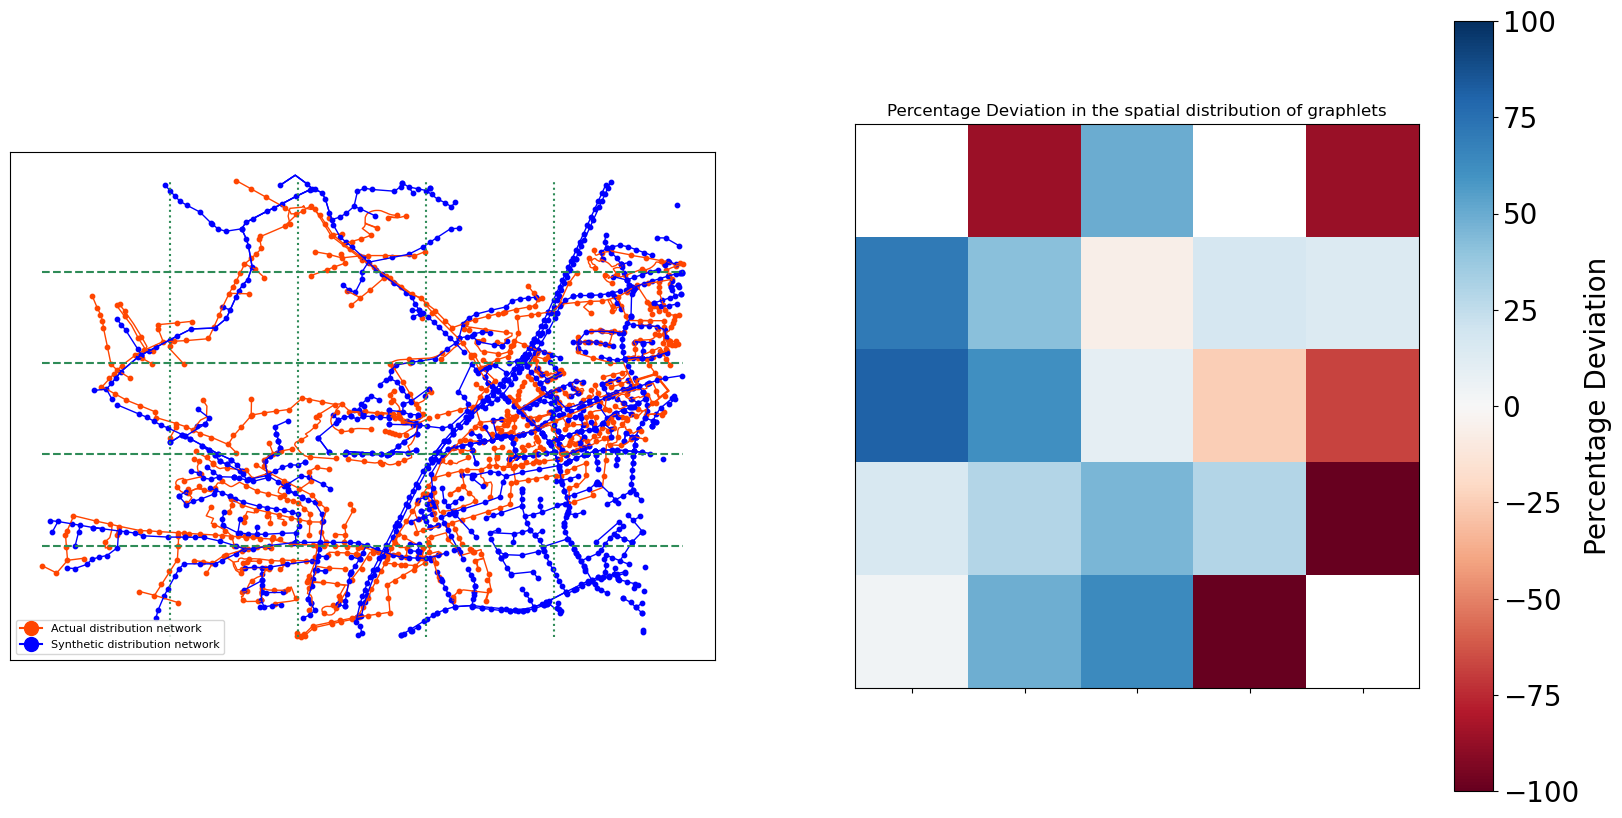 Percentage Deviation in the spatial distribution of graphlets
Actual distribution network
Synthetic distribution network
100
75
50
25
0
−25
−50
−75
−100
Percentage Deviation